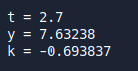 t = 2.7
y = 7.63238
k = -0.693837